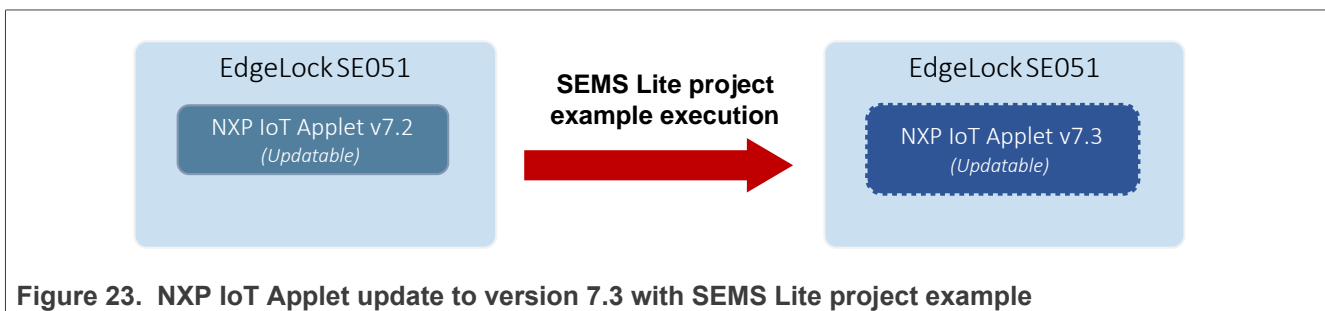 EdgeLock SE051
NXP IoT Applet v7.2
(Updatable)
SEMS Lite project
example execution
EdgeLock SE051
NXP IoT Applet v7.3
(Updatable)
Figure 23. NXP IoT Applet update to version 7.3 with SEMS Lite project example